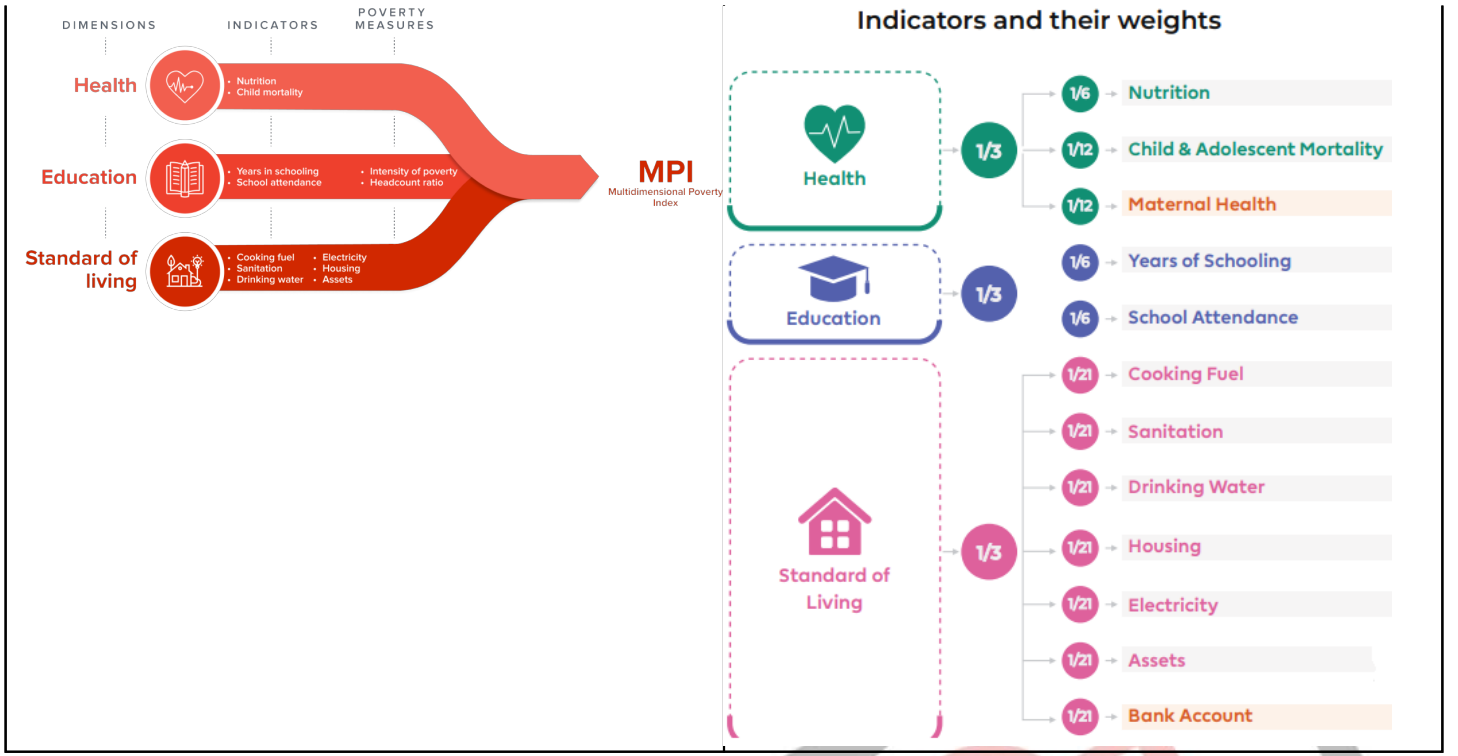 DIMENSIONS
INDICATORS
POVERTY
MEASURES
Health
• Nutrition
• Child mortality
Education
• Years in schooling
• School attendance
• Intensity of poverty
• Headcount ratio
Standard of
living
• Cooking fuel
• Sanitation
• Drinking water
• Electricity
• Housing
• Assets
MPI
Multidimensional Poverty
Index
Indicators and their weights
Health
1/3
1/6 Nutrition
1/12 Child & Adolescent Mortality
1/12 Maternal Health
Education
1/3
1/6 Years of Schooling
1/6 School Attendance
Standard of
Living
1/3
1/21 Cooking Fuel
1/21 Sanitation
1/21 Drinking Water
1/21 Housing
1/21 Electricity
1/21 Assets
1/21 Bank Account